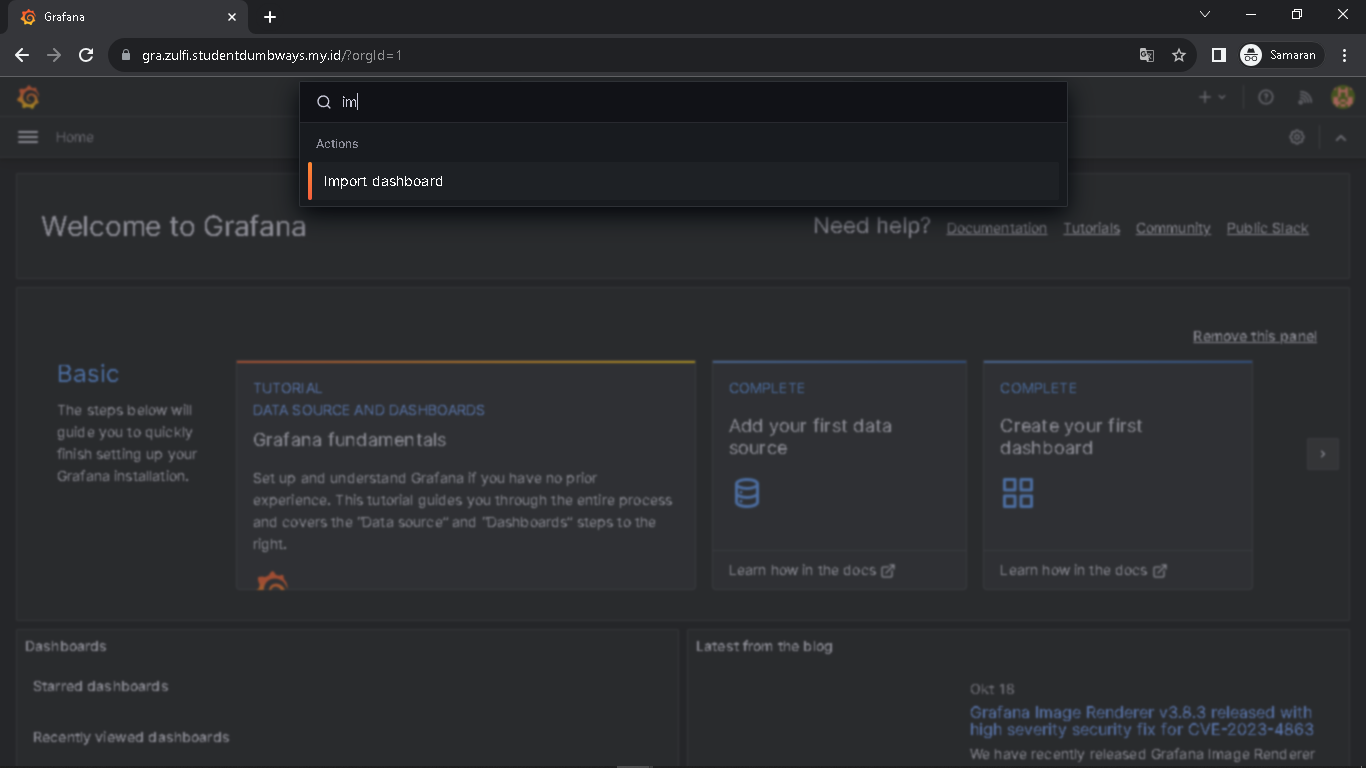 Grafana
gra.zulfi.studentdumbways.my.id/?orgId=1
Samaran
im
Actions
Import dashboard
Home
Welcome to Grafana
Need help? Documentation Tutorials Community Public Slack
Remove this panel
Basic
The steps below will
guide you to quickly
finish setting up your
Grafana installation.
TUTORIAL
DATA SOURCE AND DASHBOARDS
Grafana fundamentals
Set up and understand Grafana if you have no prior
experience. This tutorial guides you through the entire process
and covers the "Data source" and "Dashboards" steps to the
right.
COMPLETE
Add your first data
source
Learn how in the docs
COMPLETE
Create your first
dashboard
Learn how in the docs
Dashboards
Starred dashboards
Recently viewed dashboards
Latest from the blog
Okt 18
Grafana Image Renderer v3.8.3 released with
high severity security fix for CVE-2023-4863
We have recently released Grafana Image Renderer